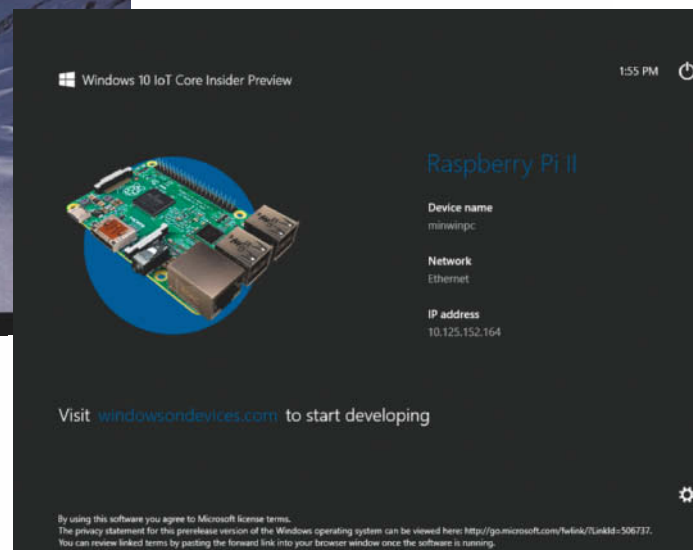 Windows 10 IoT Core Insider Preview
1:55 PM
Raspberry Pi II
Device name
minwinpc
Network
Ethernet
IP address
10.125.152.164
Visit windowsondevices.com to start developing
By using this software you agree to Microsoft license terms.
The privacy statement for this prerelease version of the Windows operating system can be viewed here: http://go.microsoft.com/fwlink/?LinkId=506737.
You can review linked terms by pasting the forward link into your browser window once the software is running.